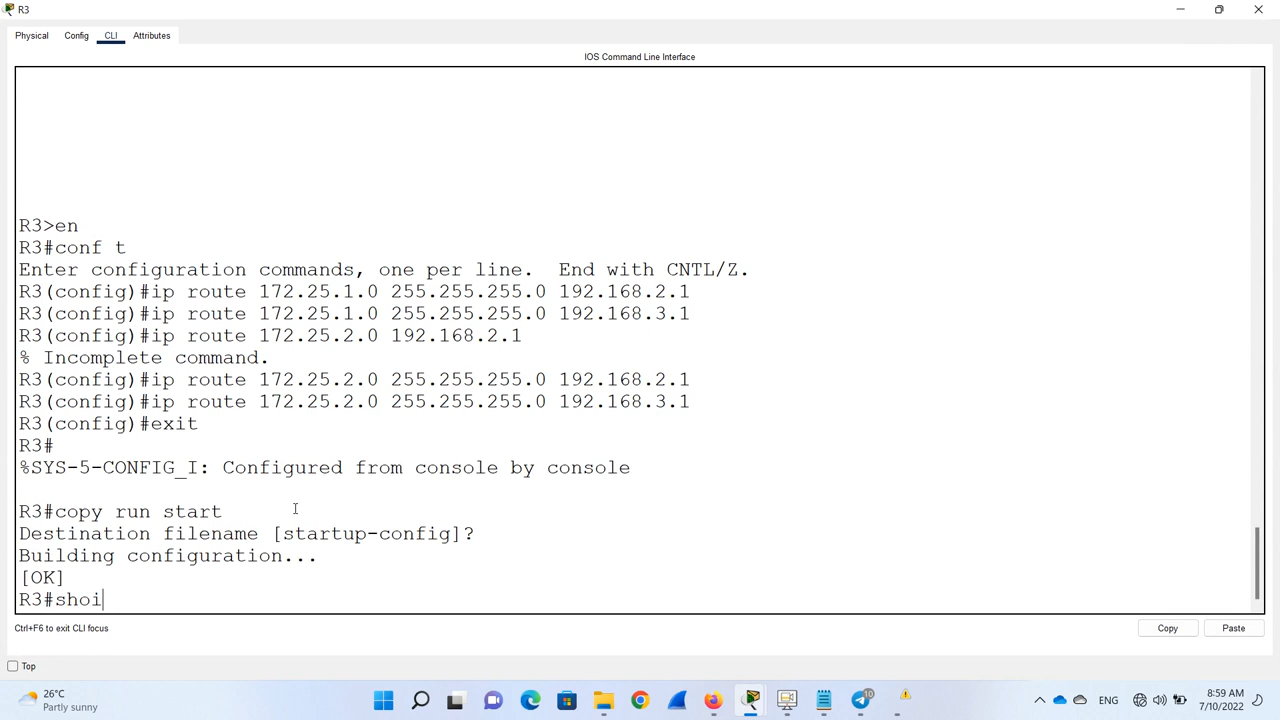 R3
Physical Config CLI Attributes
IOS Command Line Interface
R3>en
R3#conf t
Enter configuration commands, one per line.  End with CNTL/Z.
R3(config)#ip route 172.25.1.0 255.255.255.0 192.168.2.1
R3(config)#ip route 172.25.1.0 255.255.255.0 192.168.3.1
R3(config)#ip route 172.25.2.0 192.168.2.1
% Incomplete command.
R3(config)#ip route 172.25.2.0 255.255.255.0 192.168.2.1
R3(config)#ip route 172.25.2.0 255.255.255.0 192.168.3.1
R3(config)#exit
R3#
%SYS-5-CONFIG_I: Configured from console by console
R3#copy run start
Destination filename [startup-config]?
Building configuration...
[OK]
R3#shoi
Ctrl+F6 to exit CLI focus
Copy Paste
Top
26°C
Partly sunny
10
ENG
8:59 AM
7/10/2022